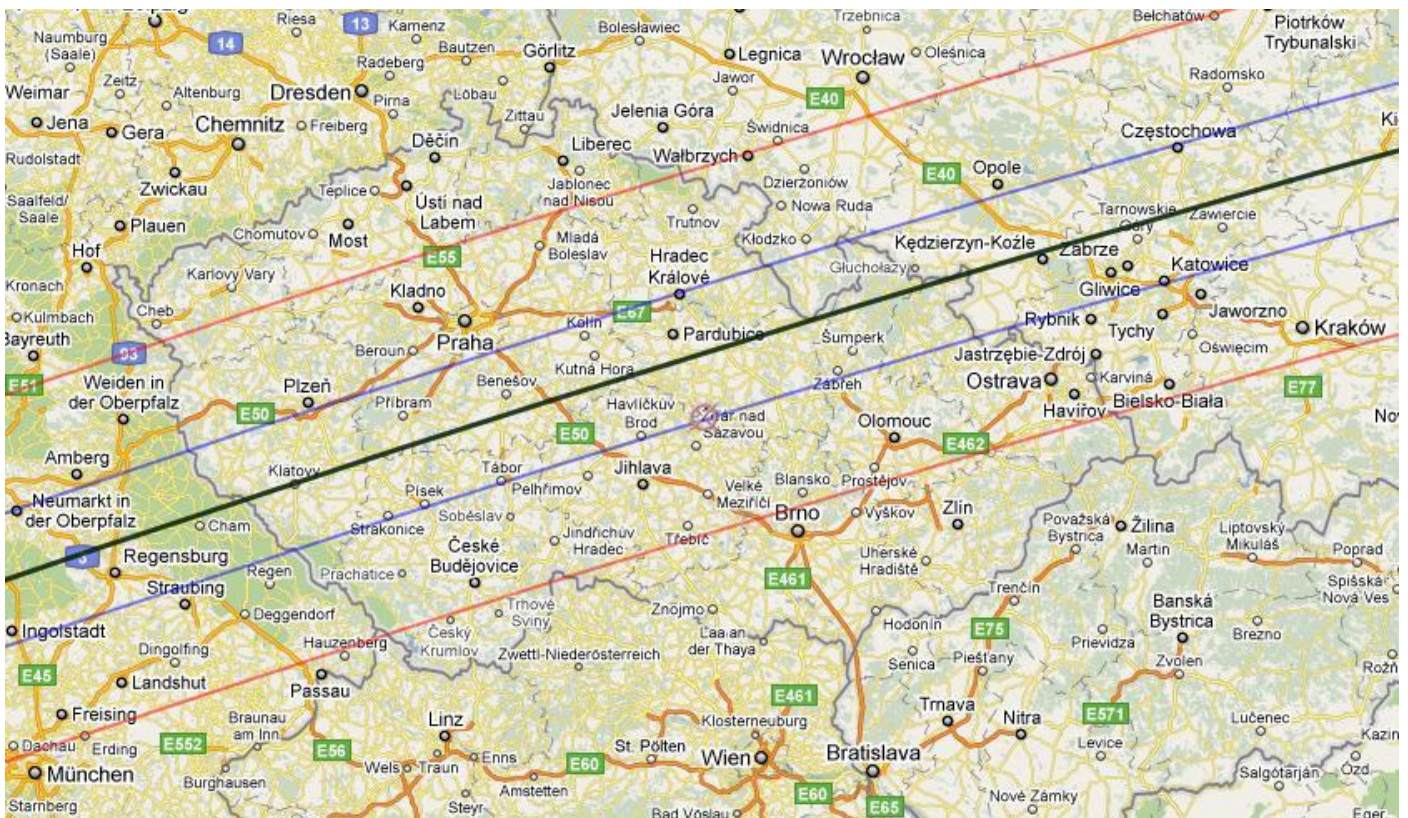 Riesa
13
Kamenz
Bolesławiec
Trzebnica
Bełchatów
Piotrków
Trybunalski
Naumburg
(Saale)
14
Bautzen
Görlitz
Legnica
Wrocław
Oleśnica
Radeberg
Zeitz
Altenburg
Dresden
Pirna
Löbau
Jawor
Radomsko
Weimar
E40
Jena
Gera
Chemnitz
Freiberg
Zittau
Jelenia Góra
Świdnica
Częstochowa
Děčín
Liberec
Wałbrzych
Rudolstadt
Zwickau
Teplice
Jablonec
nad Nisou
Dzierżoniów
E40
Opole
Saalfeld/
Saale
Plauen
Ústí nad
Labem
Trutnov
Nowa Ruda
Tarnowskie
Góry
Zawiercie
Chomutov
Most
Mladá
Boleslav
Kłodzko
Kędzierzyn-Koźle
Zabrze
Hof
E55
Hradec
Králové
Głuchołazy
Katowice
Kronach
Karlovy Vary
Kladno
Gliwice
Kulmbach
Cheb
E67
Jaworzno
Bayreuth
93
Praha
Kolín
Pardubice
Šumperk
Rybnik
Tychy
Kraków
Beroun
Kutná Hora
Jastrzębie-Zdrój
Oświęcim
E51
Weiden in
der Oberpfalz
Plzeň
Benešov
Zábřeh
Ostrava
Karviná
E77
E50
Příbram
Havlíčkův
Brod
Žďár nad
Sázavou
Havířov
Bielsko-Biała
E50
Olomouc
E462
Amberg
Klatovy
Tábor
Pelhřimov
Jihlava
Velké
Meziříčí
Blansko
Prostějov
Neumarkt in
der Oberpfalz
Písek
Strakonice
Soběslav
Cham
Jindřichův
Hradec
Třebíč
Brno
Vyškov
Zlín
Považská
Bystrica
Žilina
Liptovský
Mikuláš
Martin
Poprad
3
Regensburg
České
Budějovice
Uherské
Hradiště
Straubing
Regen
Prachatice
E461
Trenčín
Spišská
Nová Ves
Deggendorf
Trhové
Sviny
Znojmo
Hodonín
Banská
Bystrica
Ingolstadt
Hauzenberg
Český
Krumlov
Laa an
der Thaya
E75
Prievidza
Brezno
Dingolfing
Zwettl-Niederösterreich
Senica
Piešťany
Zvolen
E45
Landshut
Passau
E461
Trnava
Nitra
E571
Freising
Braunau
am Inn
Linz
Klosterneuburg
Lučenec
Dachau
Erding
E552
E56
Enns
St. Pölten
Wien
Bratislava
Levice
München
Wels
Traun
E60
Salgótarján
Ózd
Burghausen
Amstetten
E60
E65
Nové Zámky
Starnberg
Steyr
Bad Vöslau
Eger